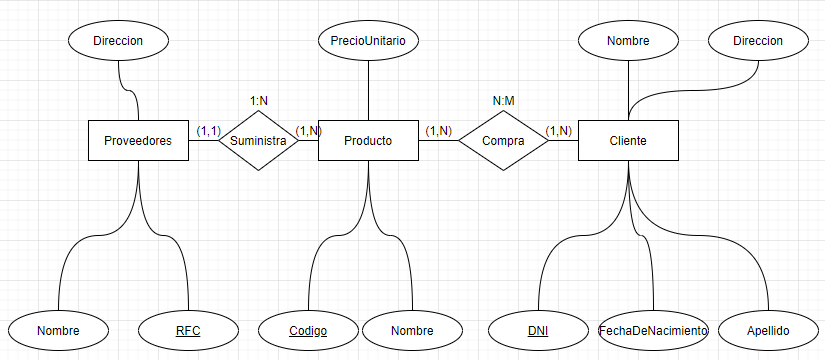 Direccion
PrecioUnitario
Nombre
Direccion
1:N
N:M
Proveedores
(1,1)
Suministra
(1,N)
Producto
(1,N)
Compra
(1,N)
Cliente
Nombre
RFC
Codigo
Nombre
DNI
FechaDeNacimiento
Apellido